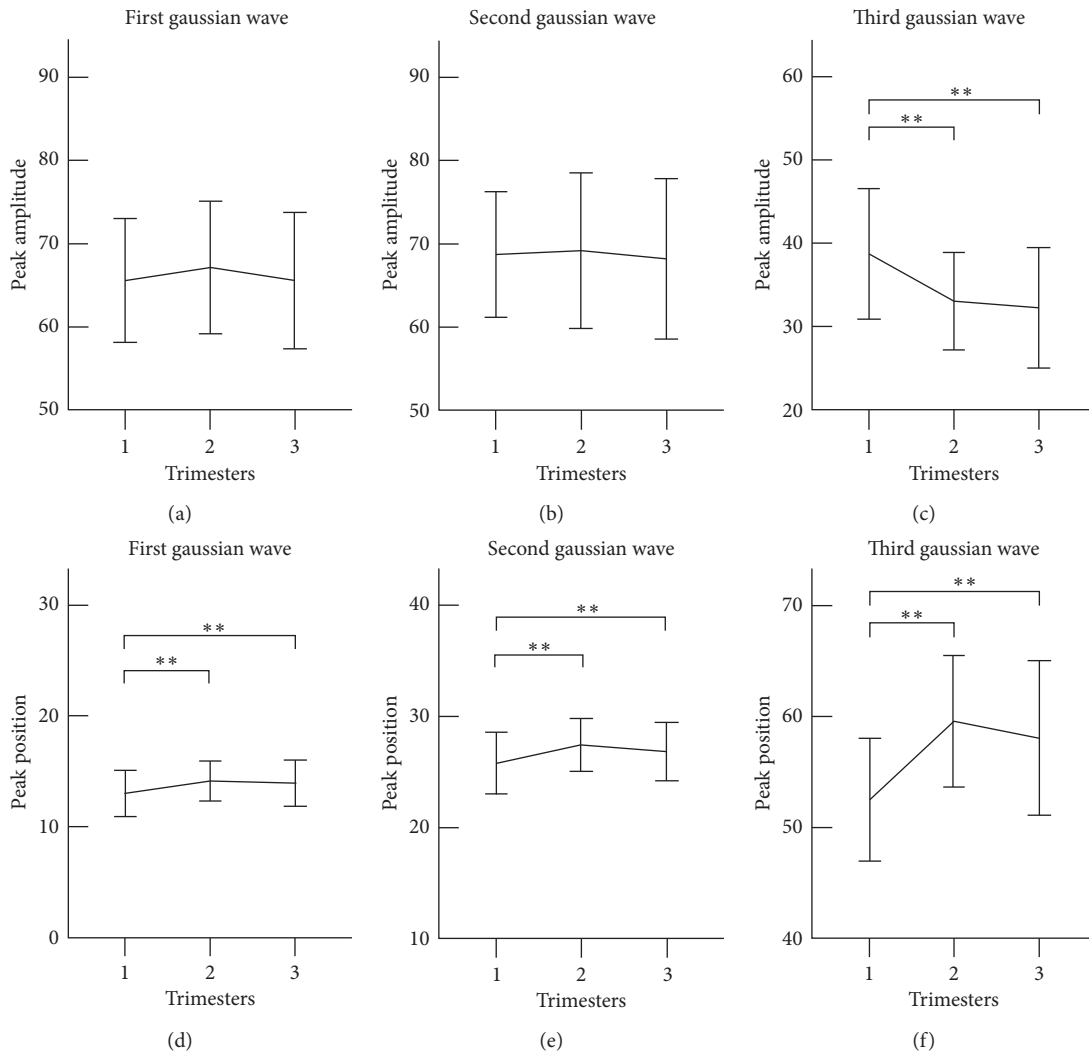 First gaussian wave
Peak amplitude
90
80
70
60
50
1 2 3
Trimesters
(a)
Second gaussian wave
Peak amplitude
90
80
70
60
50
1 2 3
Trimesters
(b)
Third gaussian wave
Peak amplitude
60
50
40
30
20
**
**
1 2 3
Trimesters
(c)
First gaussian wave
Peak position
30
20
10
0
**
**
1 2 3
Trimesters
(d)
Second gaussian wave
Peak position
40
30
20
10
**
**
1 2 3
Trimesters
(e)
Third gaussian wave
Peak position
70
60
50
40
**
**
1 2 3
Trimesters
(f)